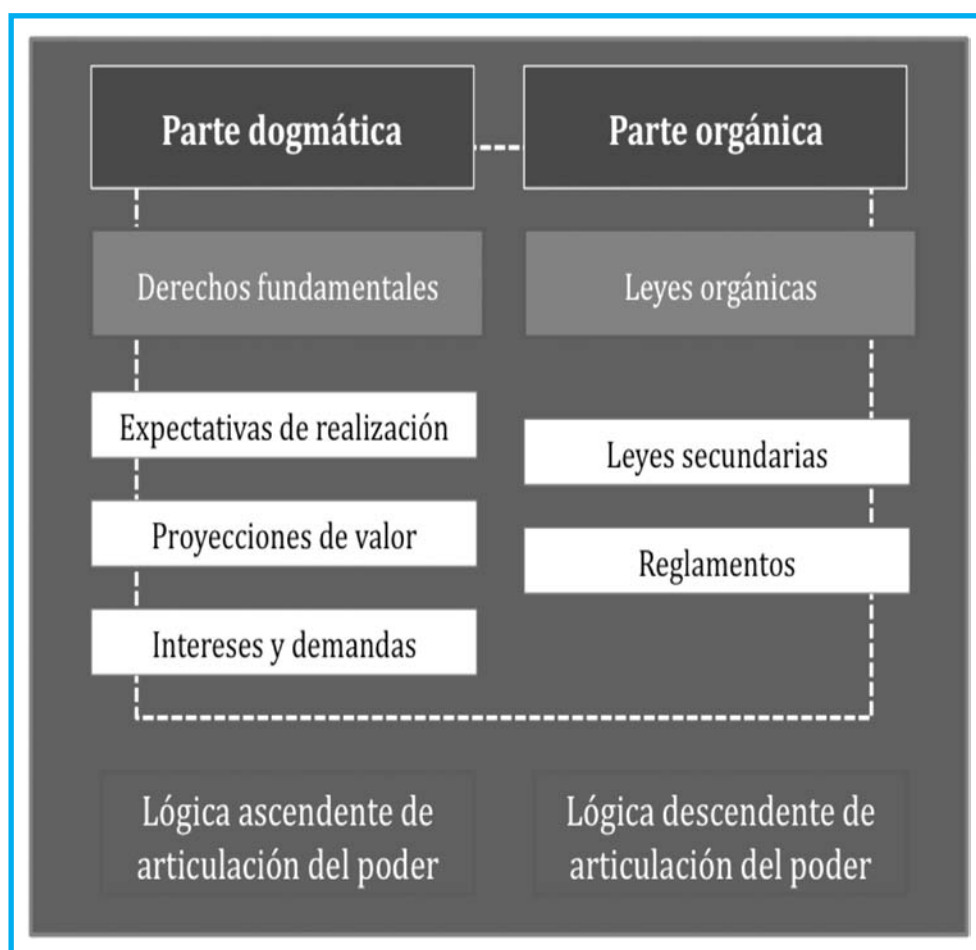 Parte dogmática
Parte orgánica
Derechos fundamentales
Leyes orgánicas
Expectativas de realización
Leyes secundarias
Proyecciones de valor
Reglamentos
Intereses y demandas
Lógica ascendente de
articulación del poder
Lógica descendente de
articulación del poder